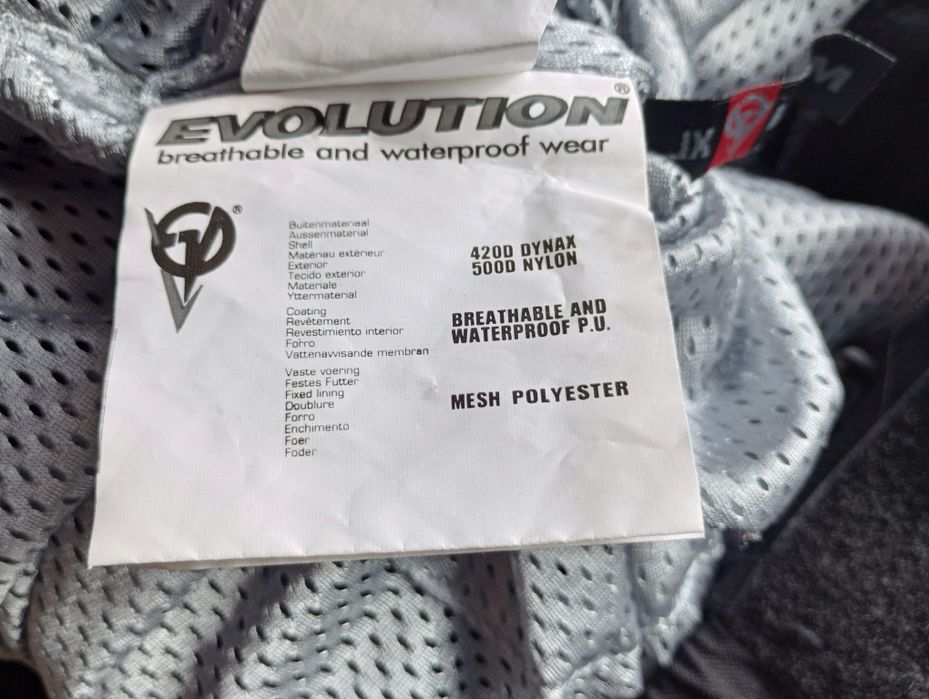 EVOLUTION®
breathable and waterproof wear
®
Buitenmateriaal
Aussenmaterial
Shell
Matériau extérieur
Exterior
Tecido exterior
Materiale
Yttermaterial
420D DYNAX
500D NYLON
Coating
Revêtement
Revestimiento interior
Forro
Vattenavvisande membran
BREATHABLE AND
WATERPROOF P.U.
Vaste voering
Festes Futter
Fixed lining
Doublure
Forro
Enchimento
Foer
Foder
MESH POLYESTER
M